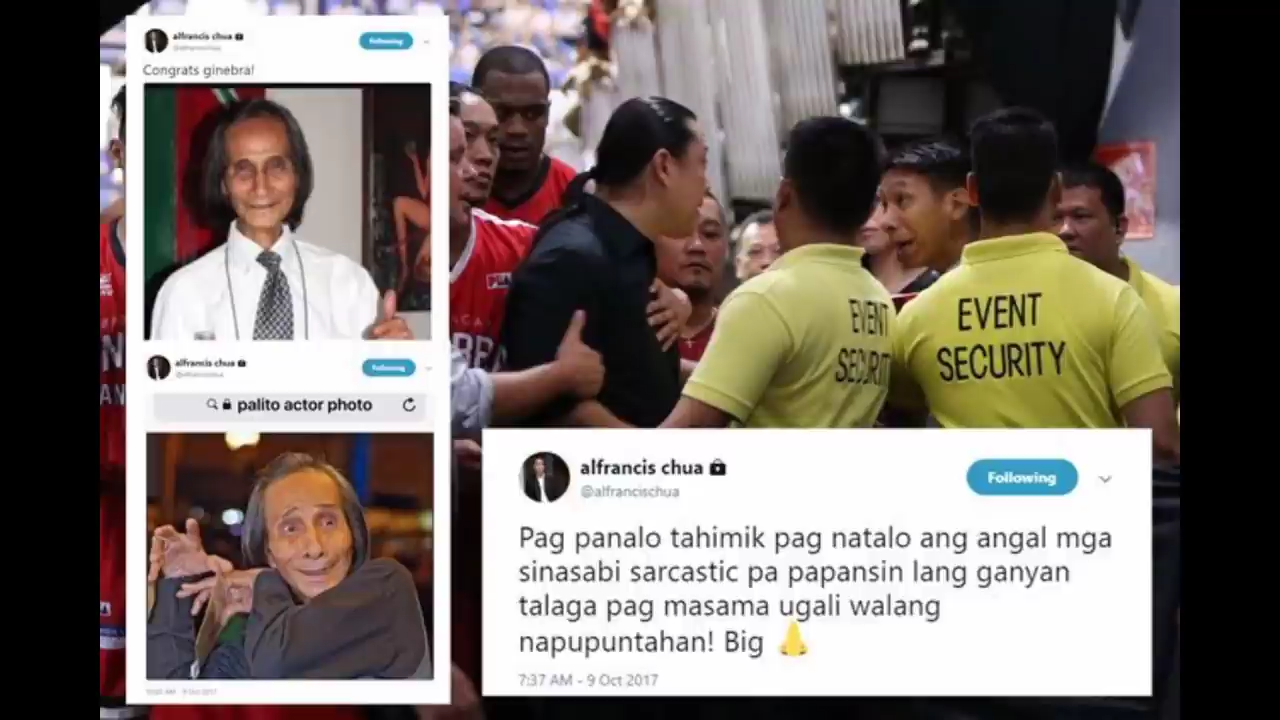 alfrancis chua
@alfrancischua
Following
Congrats ginebra!
alfrancis chua
@alfrancischua
Following
palito actor photo
EVENT
SECURITY
EVENT
SECURITY
alfrancis chua
@alfrancischua
Following
Pag panalo tahimik pag natalo ang angal mga
sinasabi sarcastic pa papansin lang ganyan
talaga pag masama ugali walang
napupuntahan! Big
7:37 AM - 9 Oct 2017